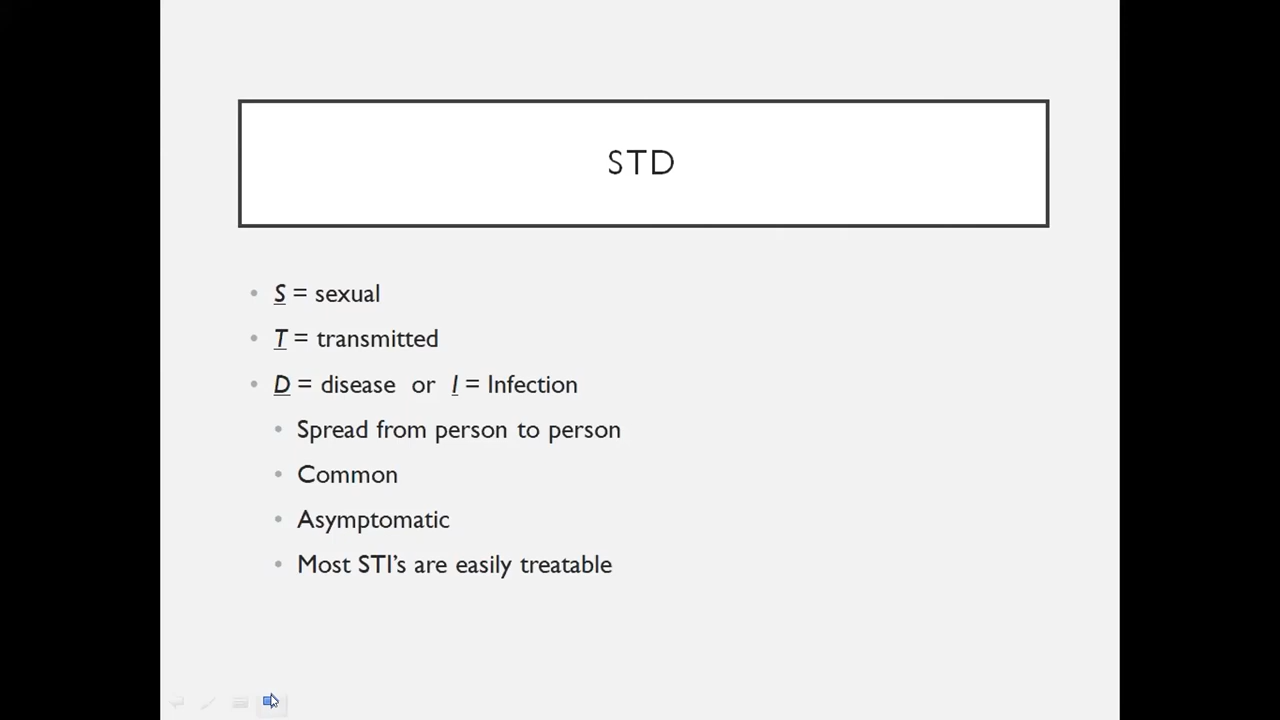 STD
• S = sexual
• T = transmitted
• D = disease or I = Infection
• Spread from person to person
• Common
• Asymptomatic
• Most STI's are easily treatable